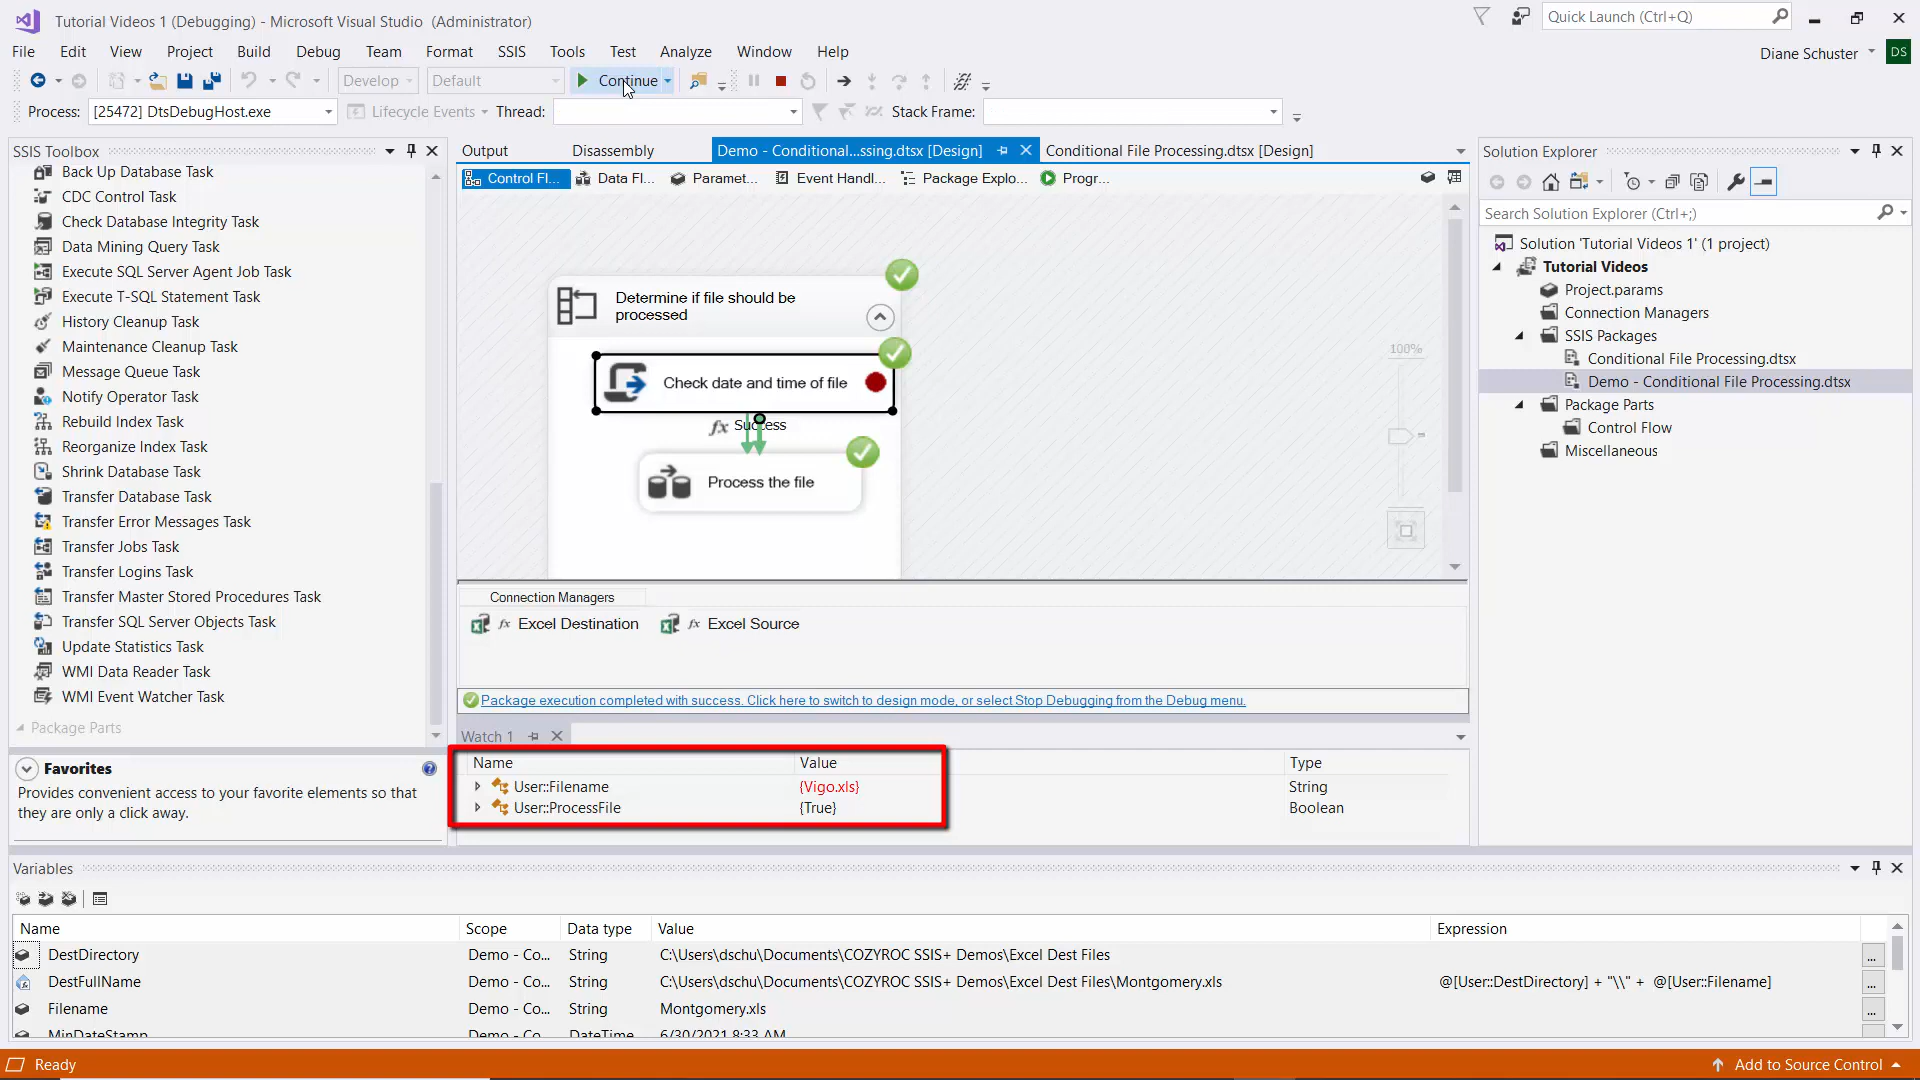 Tutorial Videos 1 (Debugging) - Microsoft Visual Studio (Administrator)
Quick Launch (Ctrl+Q)
File Edit View Project Build Debug Team Format SSIS Tools Test Analyze Window Help
Diane Schuster DS
Develop Default Continue
Process: [25472] DtsDebugHost.exe Lifecycle Events Thread: Stack Frame:
SSIS Toolbox
Back Up Database Task
CDC Control Task
Check Database Integrity Task
Data Mining Query Task
Execute SQL Server Agent Job Task
Execute T-SQL Statement Task
History Cleanup Task
Maintenance Cleanup Task
Message Queue Task
Notify Operator Task
Rebuild Index Task
Reorganize Index Task
Shrink Database Task
Transfer Database Task
Transfer Error Messages Task
Transfer Jobs Task
Transfer Logins Task
Transfer Master Stored Procedures Task
Transfer SQL Server Objects Task
Update Statistics Task
WMI Data Reader Task
WMI Event Watcher Task
Package Parts
Favorites
Provides convenient access to your favorite elements so that
they are only a click away.
Output Disassembly Demo - Conditional...ssing.dtsx [Design] Conditional File Processing.dtsx [Design]
Control Fl... Data Fl... Paramet... Event Handl... Package Explo... Progr...
Determine if file should be
processed
Check date and time of file
fx Success
Process the file
100%
Connection Managers
fx Excel Destination fx Excel Source
Package execution completed with success. Click here to switch to design mode, or select Stop Debugging from the Debug menu.
Watch 1
Name Value Type
User::Filename {Vigo.xls} String
User::ProcessFile {True} Boolean
Solution Explorer
Search Solution Explorer (Ctrl+;)
Solution 'Tutorial Videos 1' (1 project)
Tutorial Videos
Project.params
Connection Managers
SSIS Packages
Conditional File Processing.dtsx
Demo - Conditional File Processing.dtsx
Package Parts
Control Flow
Miscellaneous
Variables
Name Scope Data type Value Expression
DestDirectory Demo - Co... String C:\Users\dschu\Documents\COZYROC SSIS+ Demos\Excel Dest Files ...
DestFullName Demo - Co... String C:\Users\dschu\Documents\COZYROC SSIS+ Demos\Excel Dest Files\Montgomery.xls @[User::DestDirectory] + "\\" + @[User::Filename] ...
Filename Demo - Co... String Montgomery.xls ...
MinDateStamp Demo - Co... DateTime 6/30/2021 8:33 AM
Ready Add to Source Control